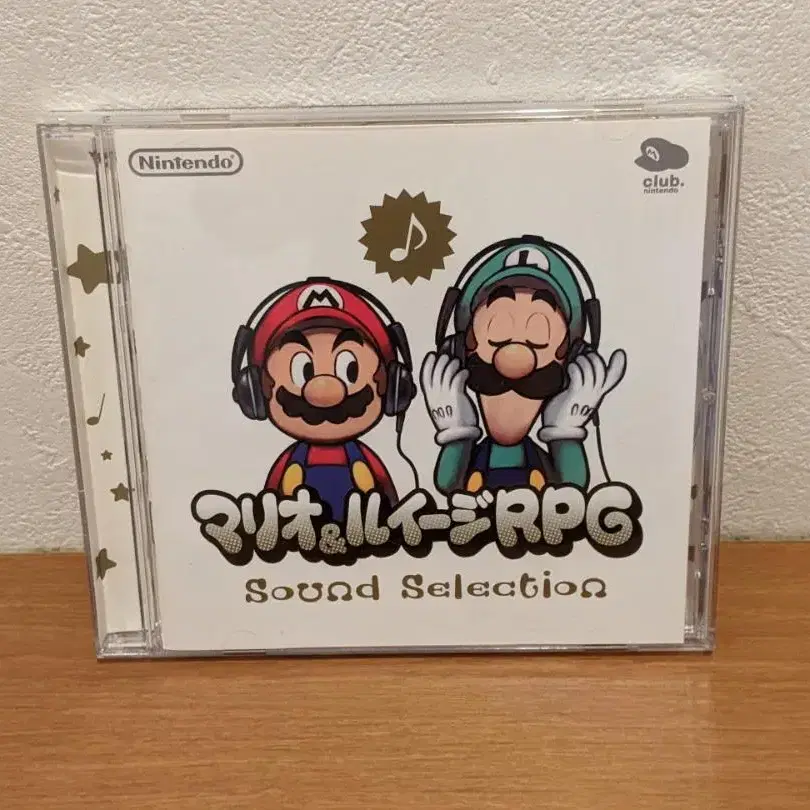 Nintendo
club.
nintendo
M
L
マリオ&ルイージRPG
Sound Selection